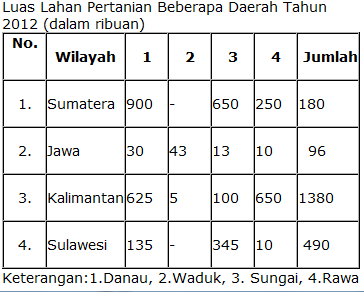 Luas Lahan Pertanian Beberapa Daerah Tahun
2012 (dalam ribuan)
No. Wilayah 1 2 3 4 Jumlah
1. Sumatera 900 - 650 250 180
2. Jawa 30 43 13 10 96
3. Kalimantan 625 5 100 650 1380
4. Sulawesi 135 - 345 10 490
Keterangan:1.Danau, 2.Waduk, 3. Sungai, 4.Rawa